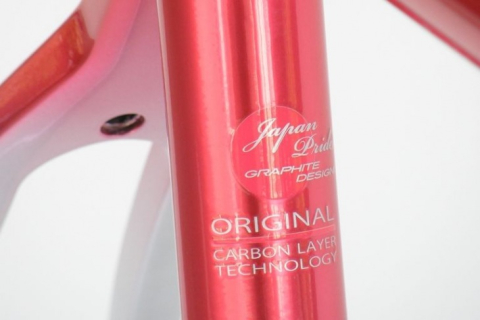 Japan
Pride
GRAPHITE
DESIGN
ORIGINAL
CARBON LAYER
TECHNOLOGY